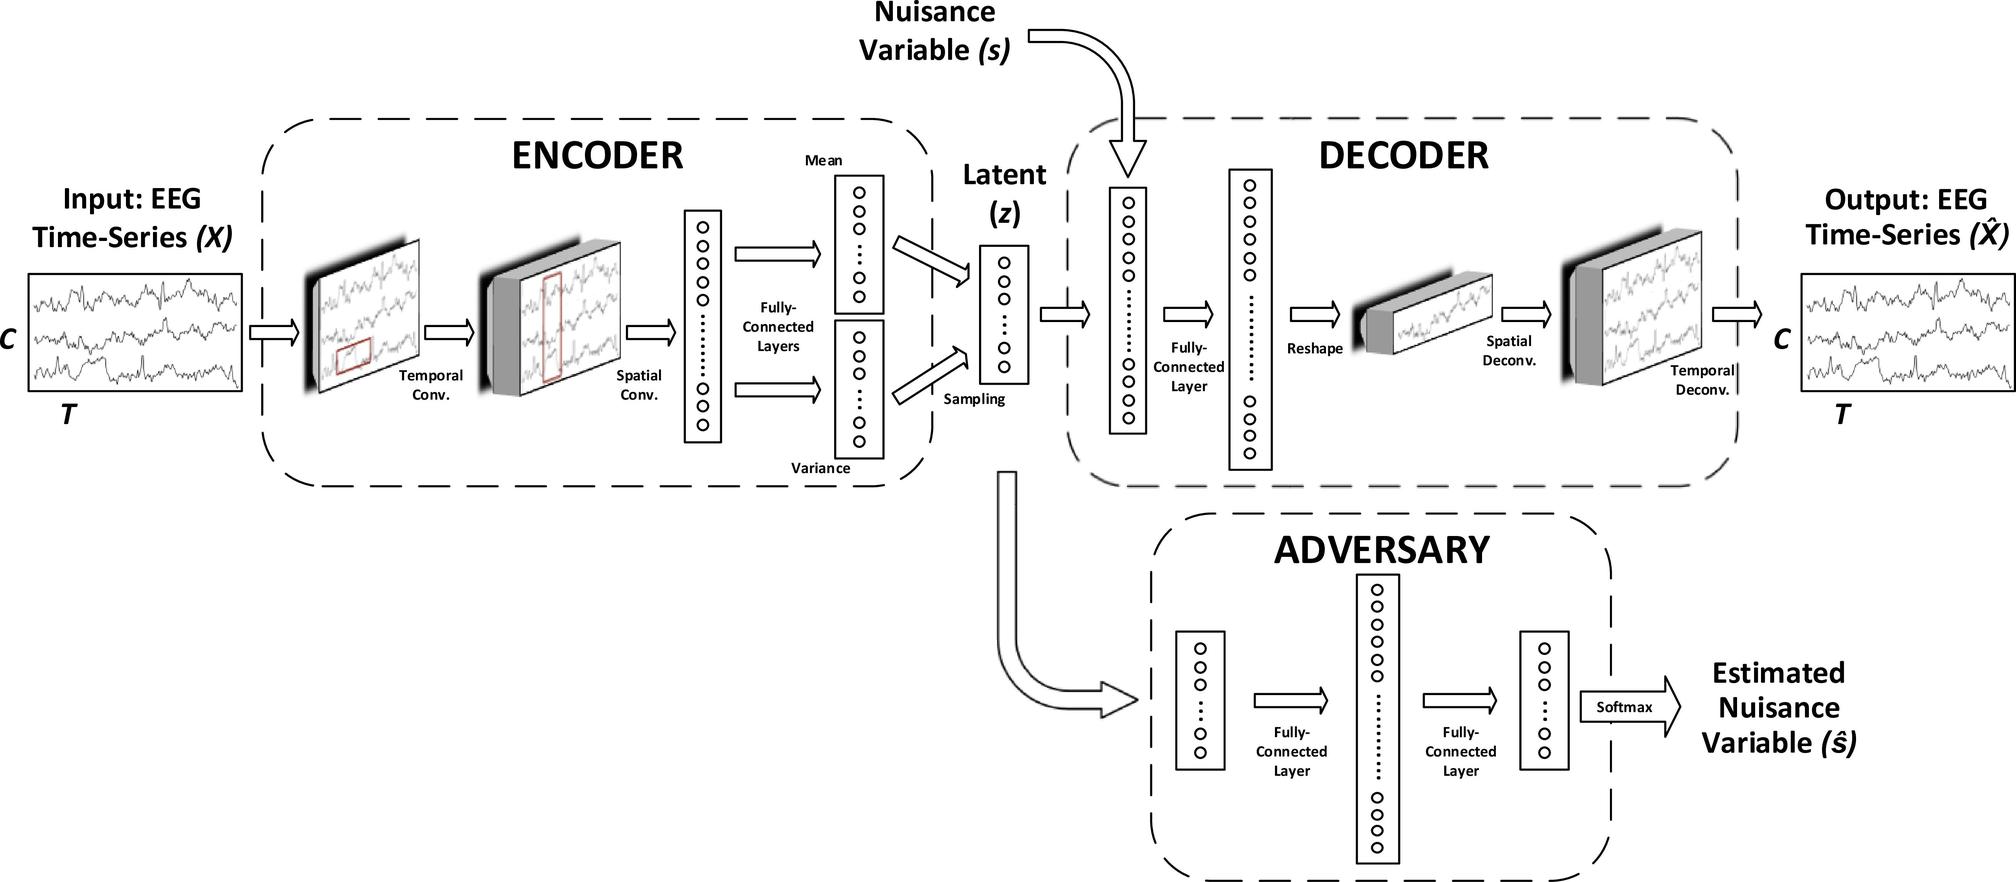 Nuisance
Variable (s)
ENCODER
DECODER
Mean
Latent
(z)
Input: EEG
Time-Series (X)
Output: EEG
Time-Series (X̂)
C
T
Temporal
Conv.
Spatial
Conv.
Fully-
Connected
Layers
Variance
Sampling
Fully-
Connected
Layer
Reshape
Spatial
Deconv.
Temporal
Deconv.
C
T
ADVERSARY
Fully-
Connected
Layer
Fully-
Connected
Layer
Softmax
Estimated
Nuisance
Variable (ŝ)